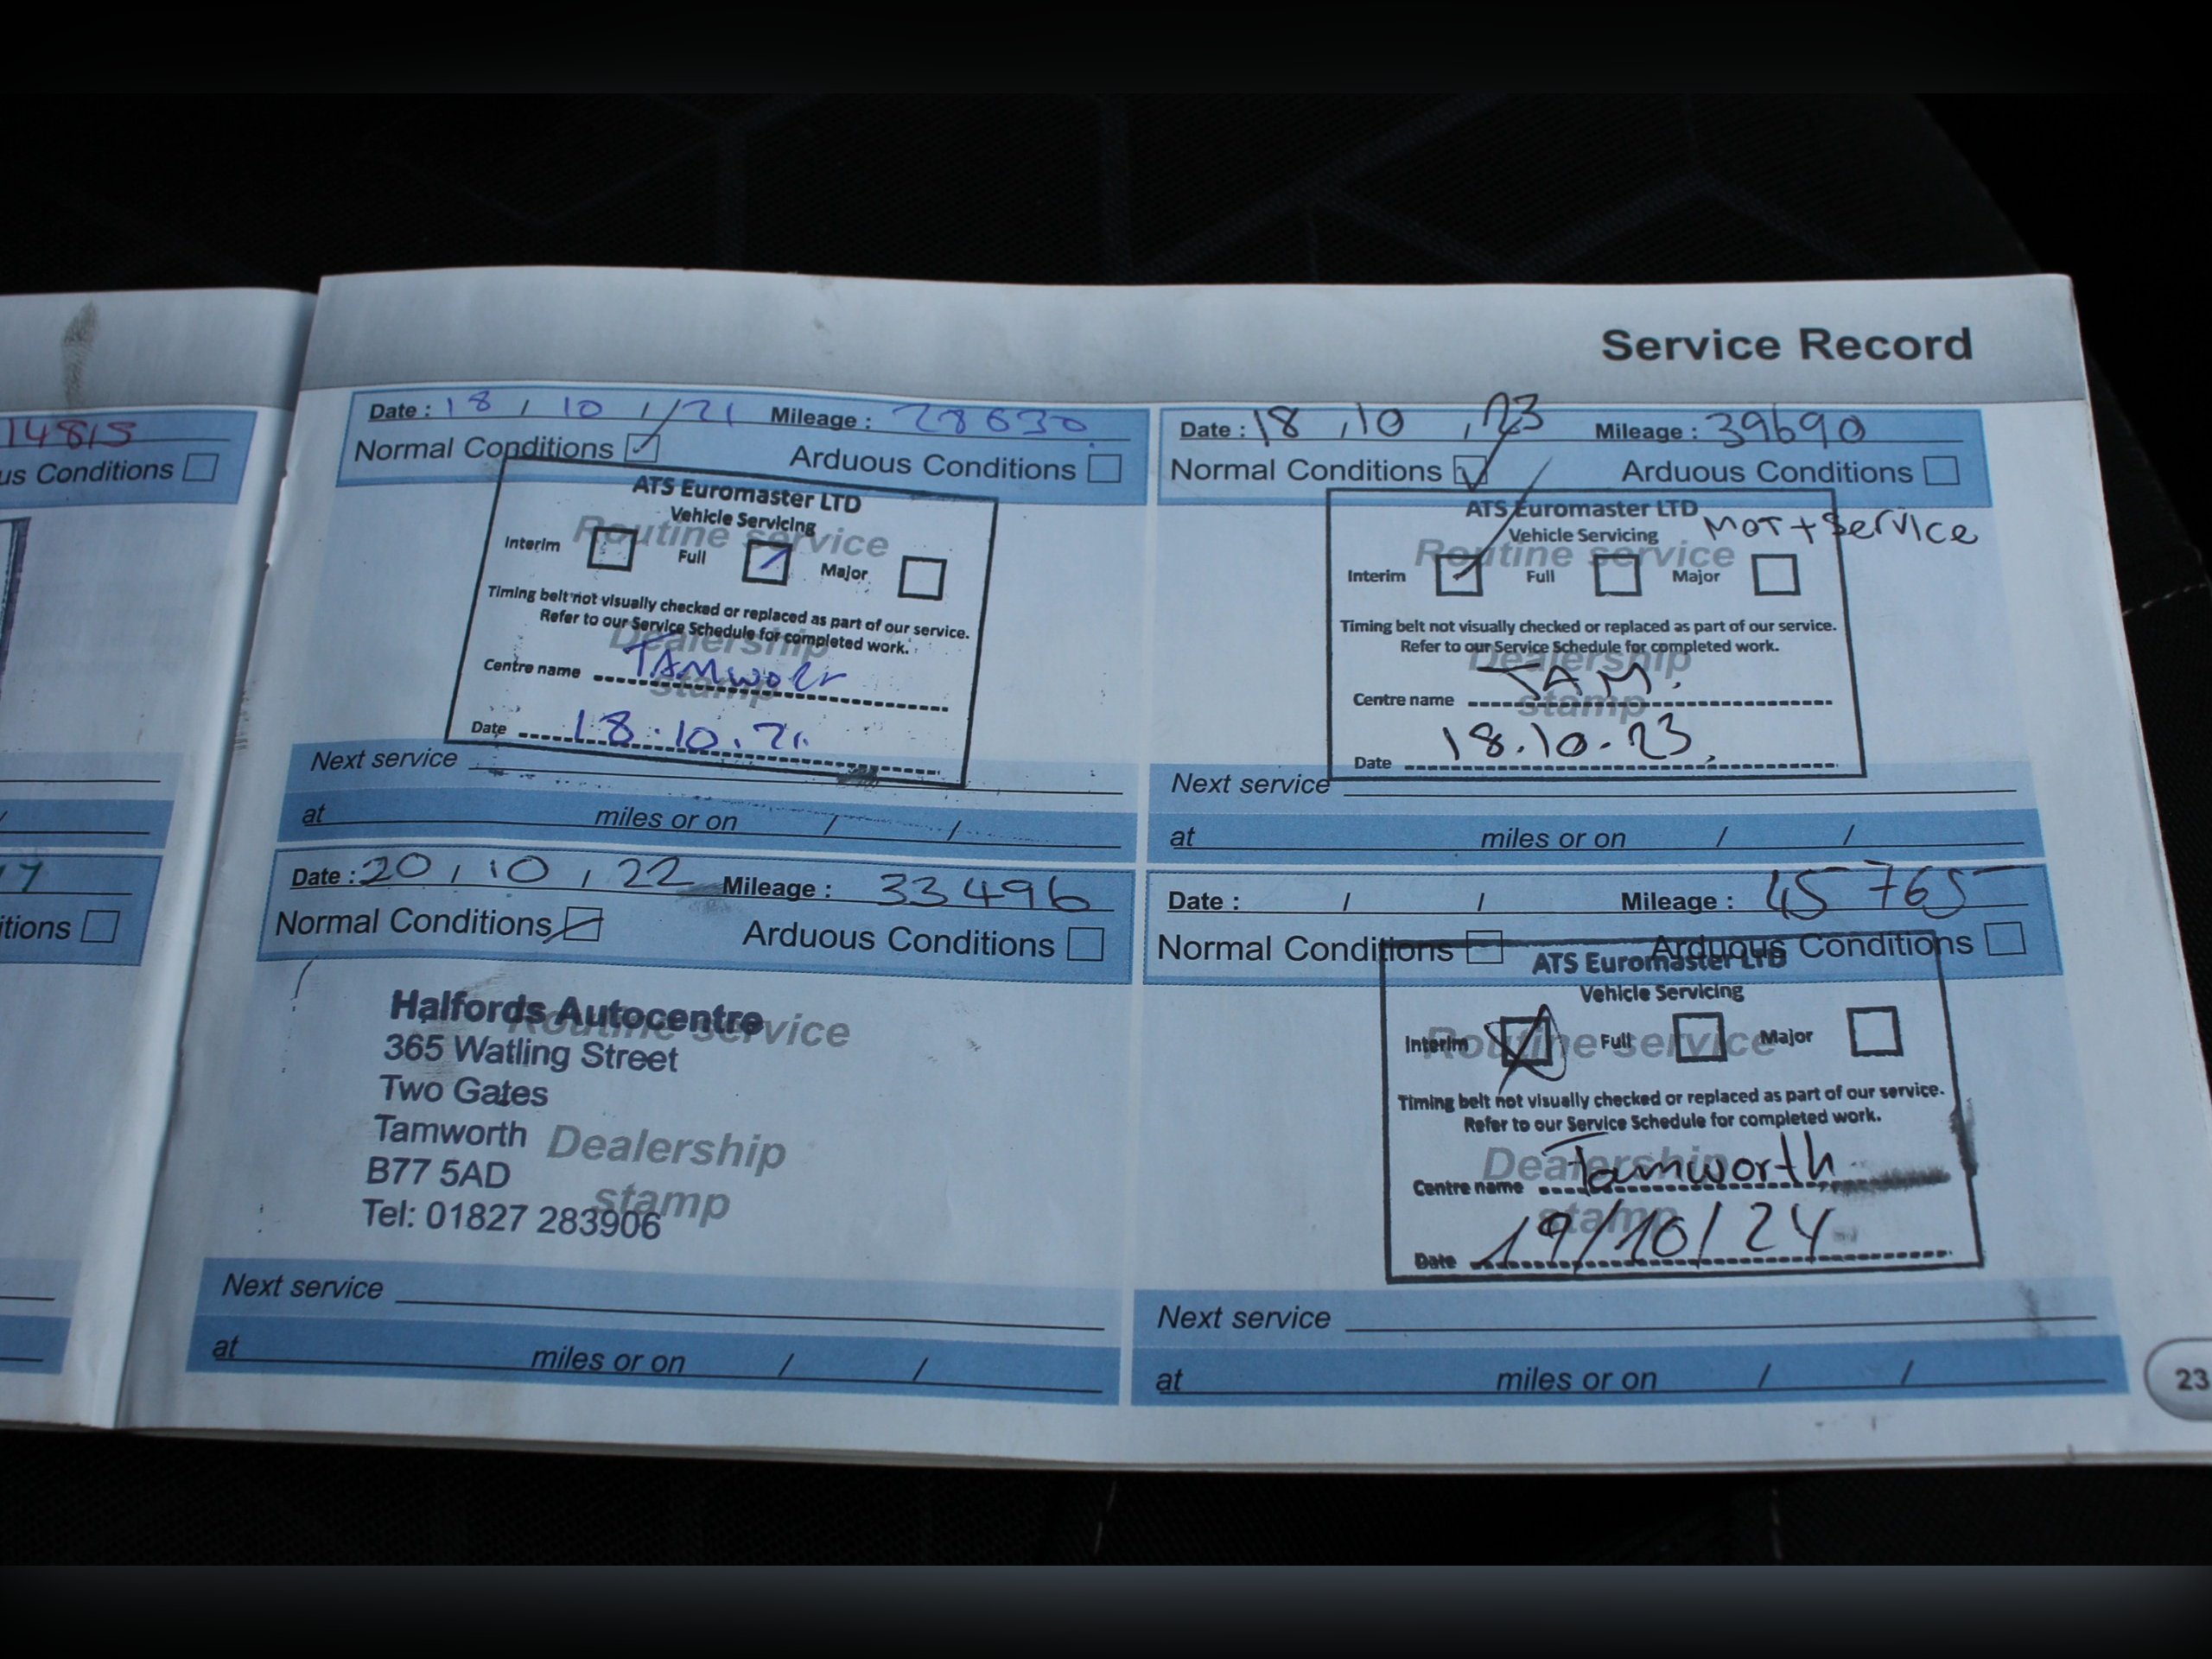 14815
us Conditions
7
itions
Service Record
Date : 18 / 10 / 21 Mileage : 28630
Normal Conditions Arduous Conditions
ATS Euromaster LTD
Vehicle Servicing
Routine service
Interim Full Major
Timing belt not visually checked or replaced as part of our service.
Refer to our Service Schedule for completed work.
Dealership
stamp
Centre name
Date 18.10.21.
Next service
at miles or on / /
Date : 20 / 10 / 22 Mileage : 33496
Normal Conditions Arduous Conditions
Halfords Autocentre
Routine service
365 Watling Street
Two Gates
Tamworth
Dealership
B77 5AD
stamp
Tel: 01827 283906
Next service
at miles or on / /
Date : 18 / 10 / 23 Mileage : 39690
Normal Conditions Arduous Conditions
ATS Euromaster LTD
MOT + Service
Vehicle Servicing
Routine service
Interim Full Major
Timing belt not visually checked or replaced as part of our service.
Refer to our Service Schedule for completed work.
Dealership
stamp
Centre name TAM.
Date 18.10.23.
Next service
at miles or on / /
Date : / / Mileage : 45765
Normal Conditions Arduous Conditions
ATS Euromaster LTD
Vehicle Servicing
Routine service
Interim Full Major
Timing belt not visually checked or replaced as part of our service.
Refer to our Service Schedule for completed work.
Dealership
stamp
Centre name Tamworth
Date 19/10/24
Next service
at miles or on / /
23